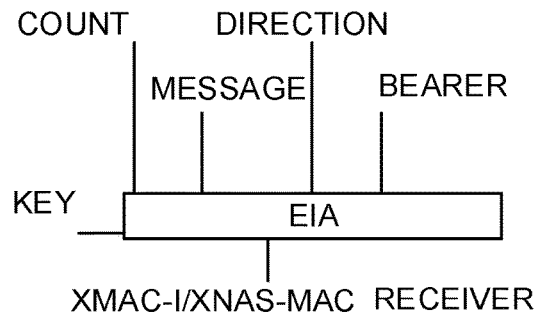 COUNT DIRECTION
MESSAGE BEARER
KEY EIA
XMAC-I/XNAS-MAC RECEIVER